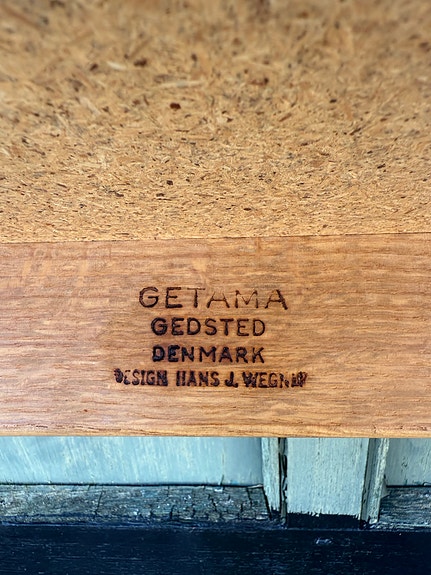 GETAMA
GEDSTED
DENMARK
DESIGN HANS J. WEGNER